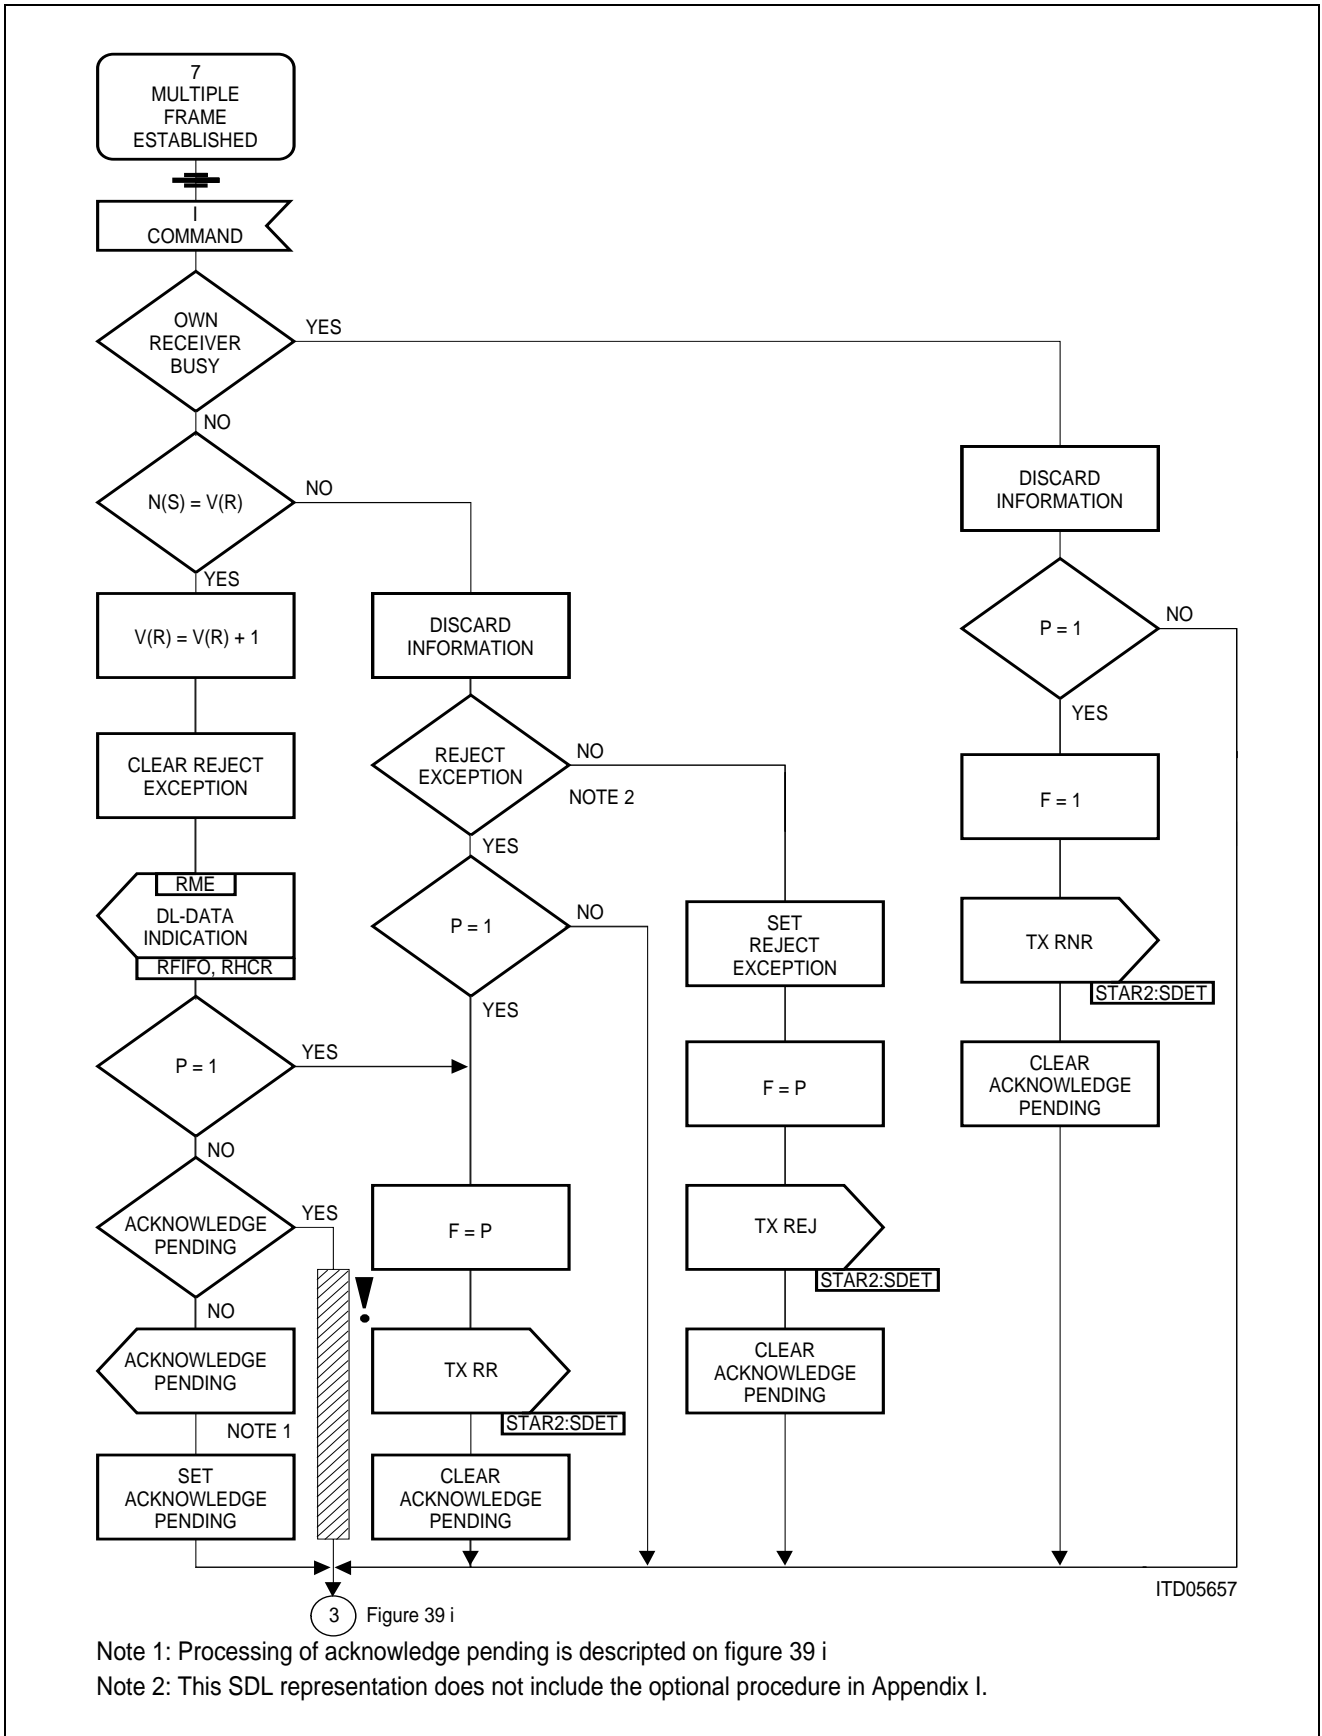 7
MULTIPLE
FRAME
ESTABLISHED
I
COMMAND
OWN
RECEIVER
BUSY
YES
NO
N(S) = V(R)
NO
YES
V(R) = V(R) + 1
CLEAR REJECT
EXCEPTION
RME
DL-DATA
INDICATION
RFIFO, RHCR
P = 1
YES
NO
ACKNOWLEDGE
PENDING
YES
!
NO
ACKNOWLEDGE
PENDING
NOTE 1
SET
ACKNOWLEDGE
PENDING
DISCARD
INFORMATION
REJECT
EXCEPTION
NO
NOTE 2
YES
P = 1
NO
YES
F = P
TX RR
STAR2:SDET
CLEAR
ACKNOWLEDGE
PENDING
SET
REJECT
EXCEPTION
F = P
TX REJ
STAR2:SDET
CLEAR
ACKNOWLEDGE
PENDING
DISCARD
INFORMATION
P = 1
NO
YES
F = 1
TX RNR
STAR2:SDET
CLEAR
ACKNOWLEDGE
PENDING
ITD05657
3
Figure 39 i
Note 1: Processing of acknowledge pending is descripted on figure 39 i
Note 2: This SDL representation does not include the optional procedure in Appendix I.